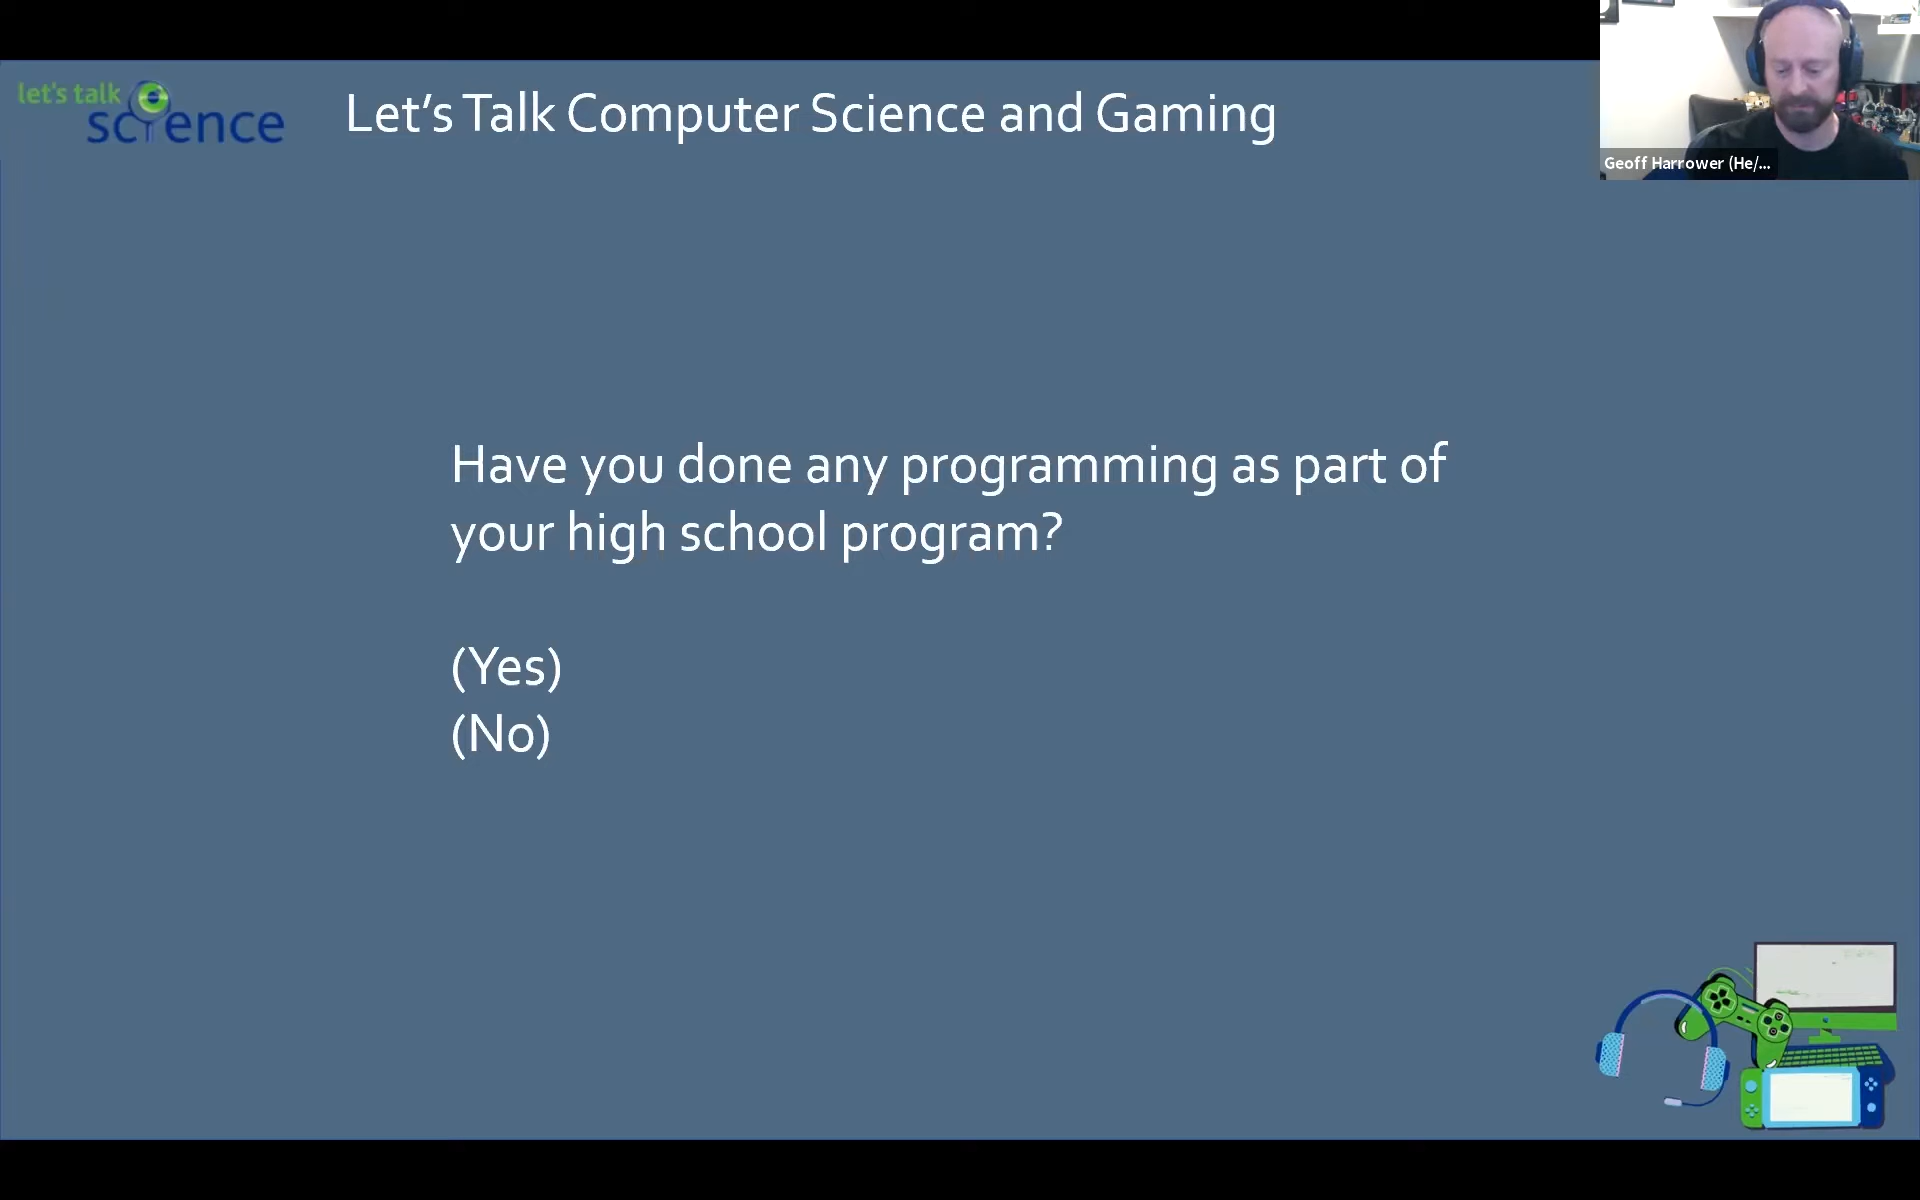 let's talk
science
Let's Talk Computer Science and Gaming
Geoff Harrower (He/...
Have you done any programming as part of
your high school program?
(Yes)
(No)